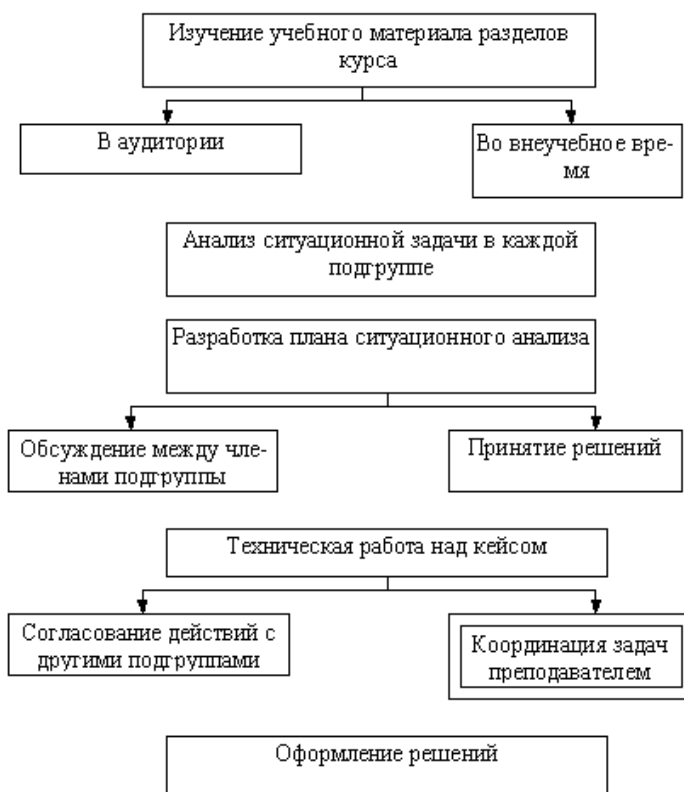 Изучение учебного материала разделов
курса
В аудитории
Во внеучебное вре-
мя
Анализ ситуационной задачи в каждой
подгруппе
Разработка плана ситуационного анализа
Обсуждение между чле-
нами подгруппы
Принятие решений
Техническая работа над кейсом
Согласование действий с
другими подгруппами
Координация задач
преподавателем
Оформление решений